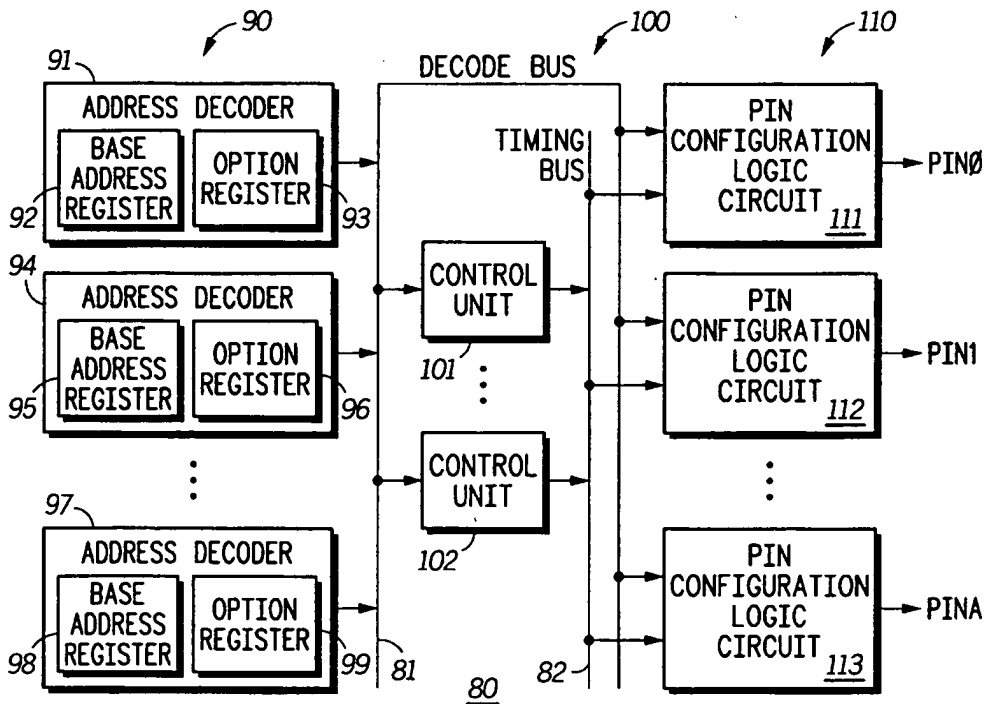 90
100
110
91
ADDRESS DECODER
BASE
ADDRESS
REGISTER
OPTION
REGISTER
92
93
94
ADDRESS DECODER
BASE
ADDRESS
REGISTER
OPTION
REGISTER
95
96
97
ADDRESS DECODER
BASE
ADDRESS
REGISTER
OPTION
REGISTER
98
99
DECODE BUS
TIMING
BUS
CONTROL
UNIT
101
CONTROL
UNIT
102
81
82
80
PIN
CONFIGURATION
LOGIC
CIRCUIT
111
PINØ
PIN
CONFIGURATION
LOGIC
CIRCUIT
112
PIN1
PIN
CONFIGURATION
LOGIC
CIRCUIT
113
PINA